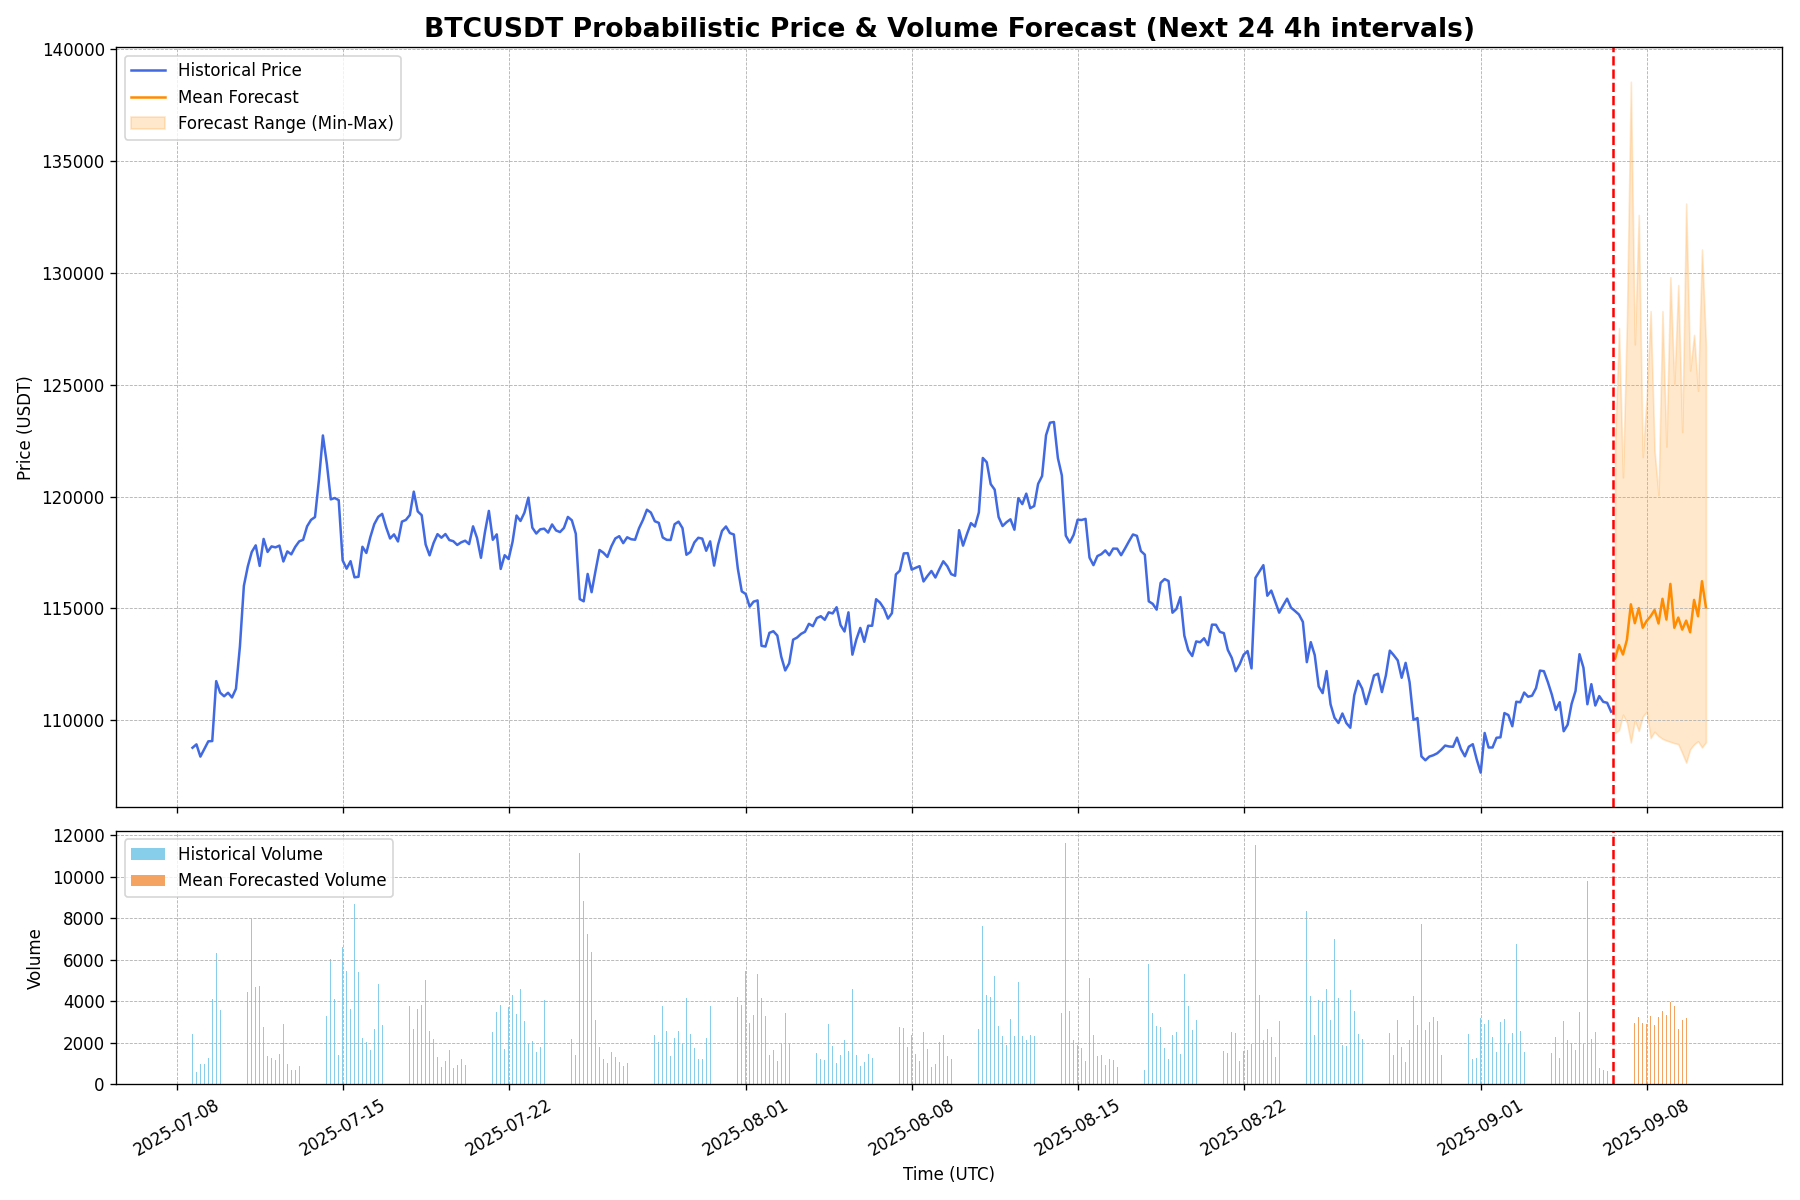 BTCUSDT Probabilistic Price & Volume Forecast (Next 24 4h intervals)
Historical Price
Mean Forecast
Forecast Range (Min-Max)
Price (USDT)
140000
135000
130000
125000
120000
115000
110000
Historical Volume
Mean Forecasted Volume
Volume
12000
10000
8000
6000
4000
2000
0
2025-07-08
2025-07-15
2025-07-22
2025-08-01
2025-08-08
2025-08-15
2025-08-22
2025-09-01
2025-09-08
Time (UTC)